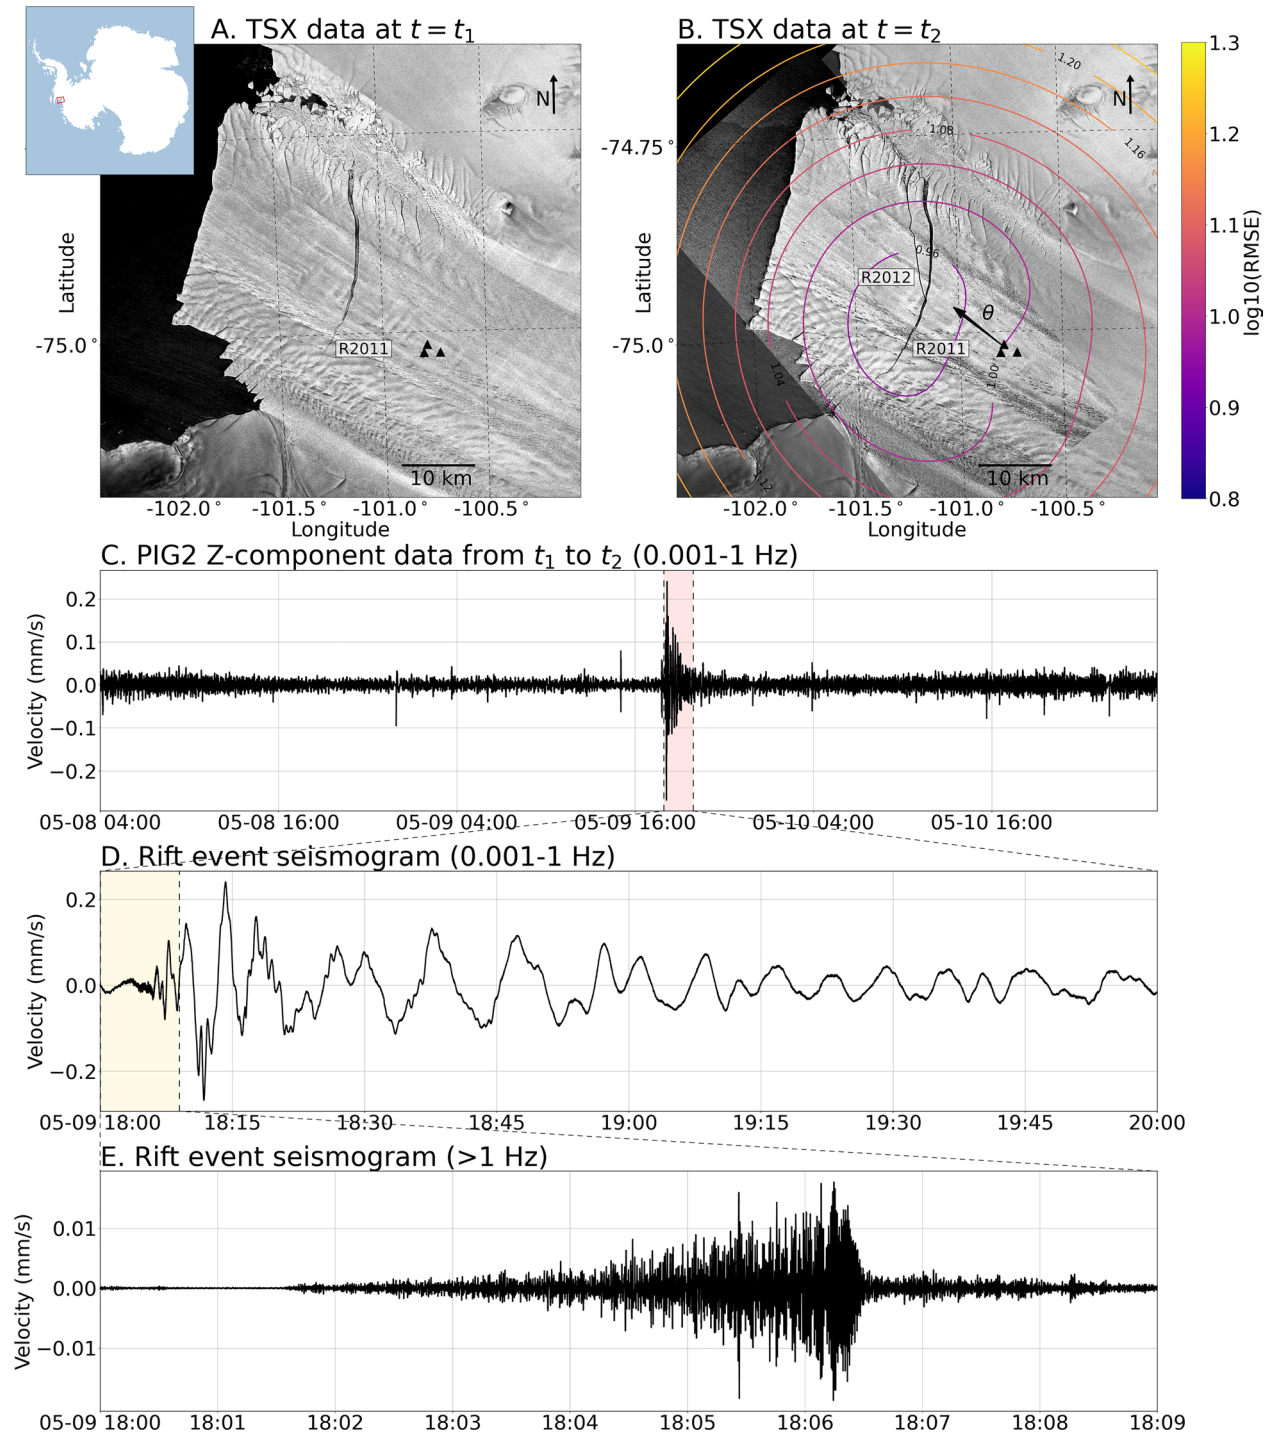 A. TSX data at t = t1
B. TSX data at t = t2
N
N
1.20
1.08
1.16
0.96
1.00
1.04
1.12
R2011
R2012
R2011
θ
10 km
10 km
Latitude
-75.0°
-102.0° -101.5° -101.0° -100.5°
Longitude
Latitude
-74.75°
-75.0°
-102.0° -101.5° -101.0° -100.5°
Longitude
1.3
1.2
1.1
1.0
0.9
0.8
log10(RMSE)
C. PIG2 Z-component data from t1 to t2 (0.001-1 Hz)
Velocity (mm/s)
0.2
0.1
0.0
−0.1
−0.2
05-08 04:00 05-08 16:00 05-09 04:00 05-09 16:00 05-10 04:00 05-10 16:00
D. Rift event seismogram (0.001-1 Hz)
Velocity (mm/s)
0.2
0.0
−0.2
05-09 18:00 18:15 18:30 18:45 19:00 19:15 19:30 19:45 20:00
E. Rift event seismogram (>1 Hz)
Velocity (mm/s)
0.01
0.00
−0.01
05-09 18:00 18:01 18:02 18:03 18:04 18:05 18:06 18:07 18:08 18:09